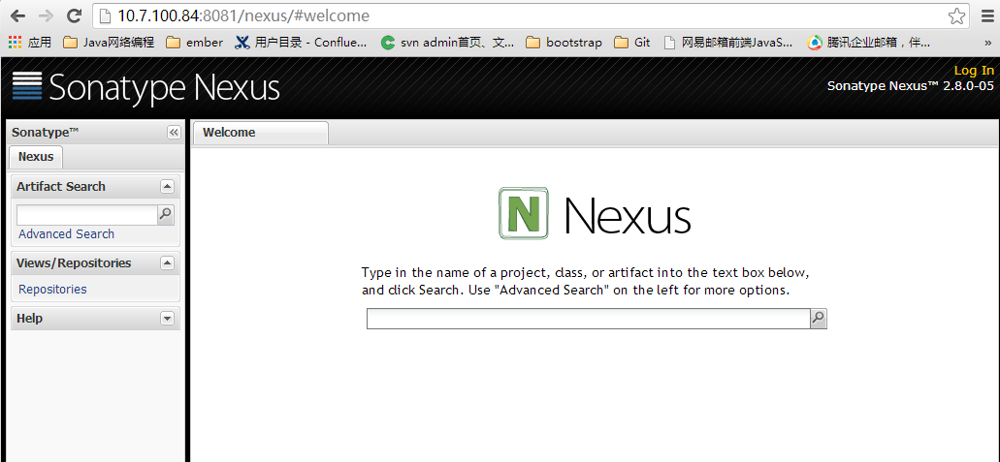 10.7.100.84:8081/nexus/#welcome
应用 Java网络编程 ember 用户目录 - Conflue... svn admin首页、文... bootstrap Git 网易邮箱前端JavaS... 腾讯企业邮箱，伴... »
Sonatype Nexus
Log In
Sonatype Nexus™ 2.8.0-05
Sonatype™
Welcome
Nexus
Artifact Search
Advanced Search
Views/Repositories
Repositories
Help
N Nexus
Type in the name of a project, class, or artifact into the text box below,
and click Search. Use "Advanced Search" on the left for more options.